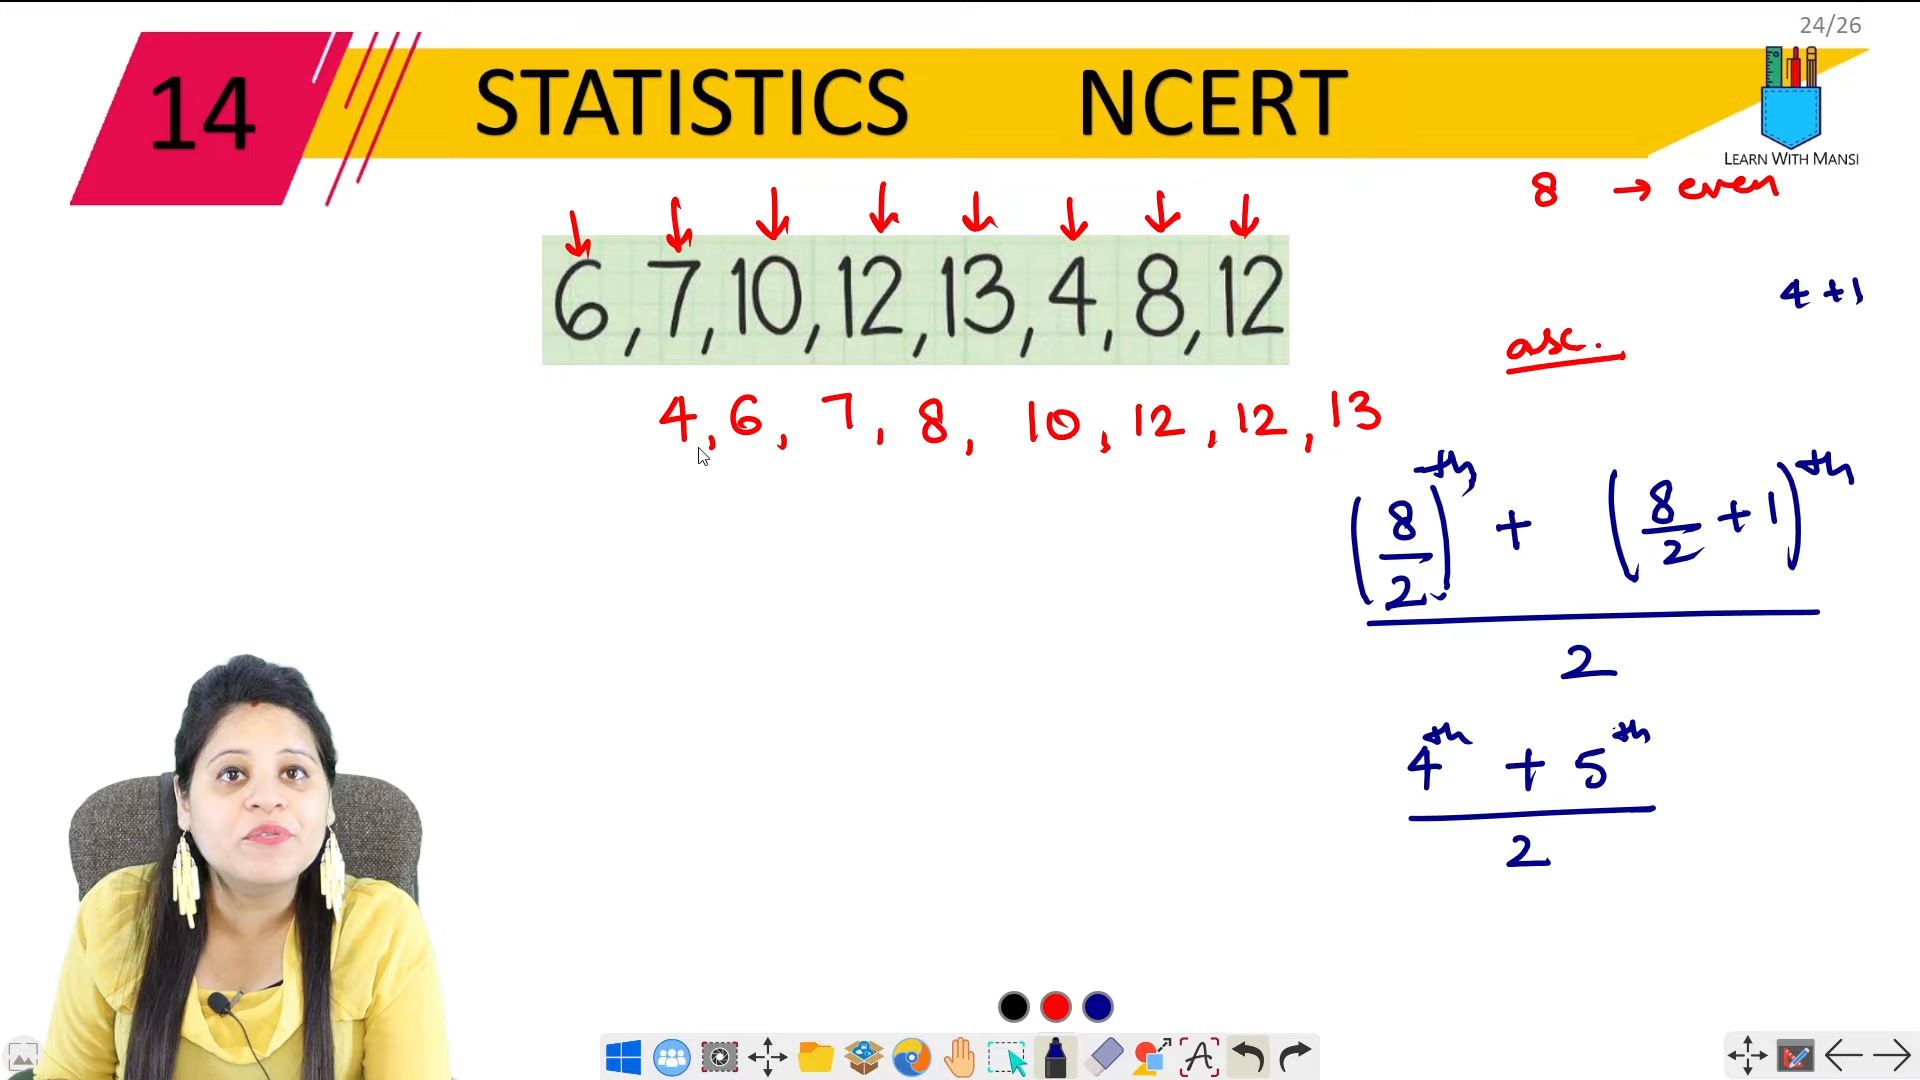 24/26
14 STATISTICS NCERT
LEARN WITH MANSI
8 → even
6, 7, 10, 12, 13, 4, 8, 12
4 + 1
asc.
4, 6, 7, 8, 10, 12, 12, 13
(8/2)th + (8/2 + 1)th
2
4th + 5th
2